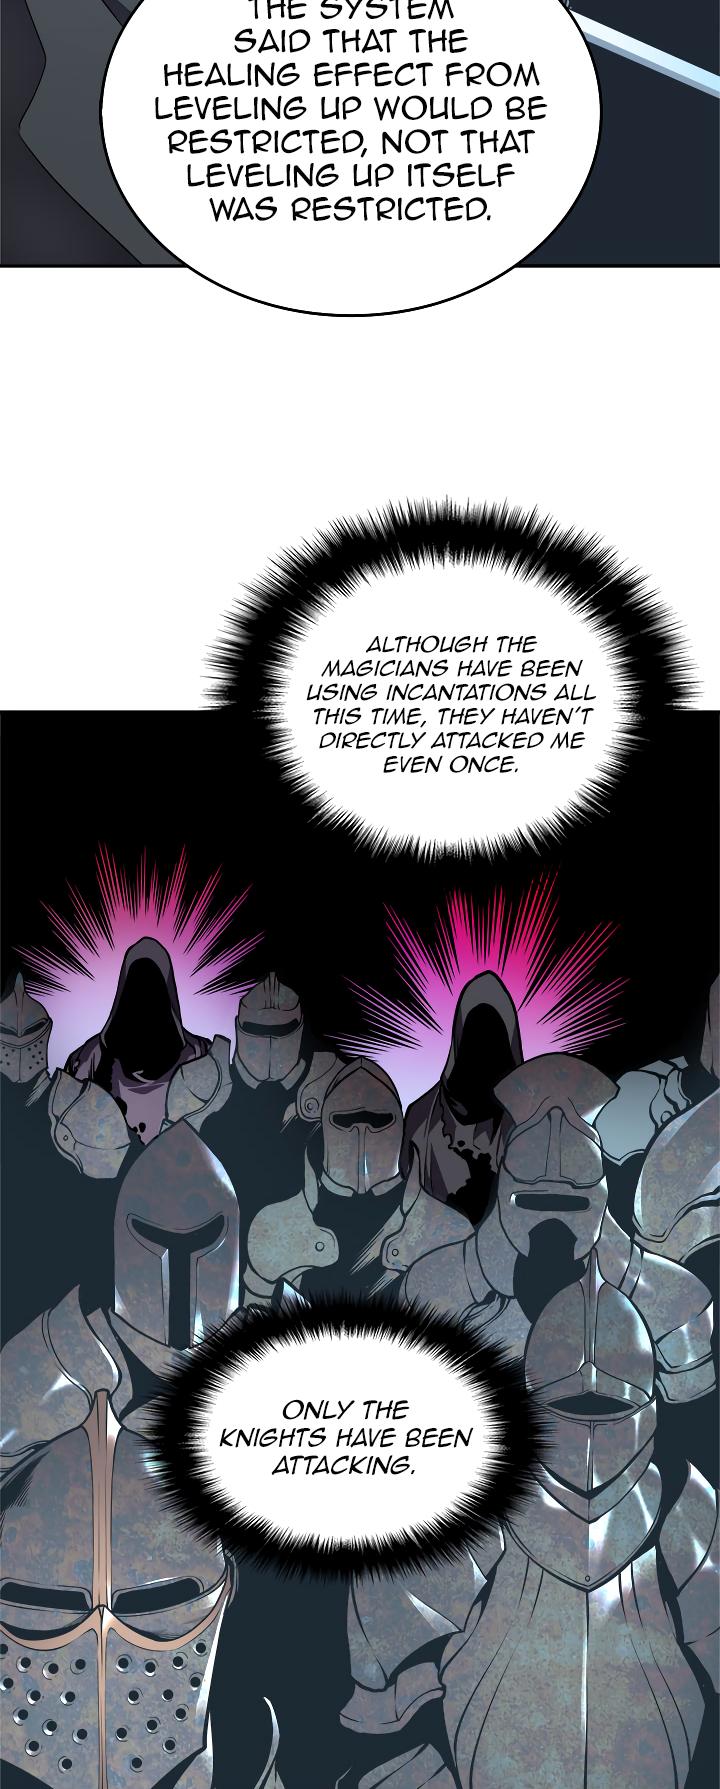 THE SYSTEM
SAID THAT THE
HEALING EFFECT FROM
LEVELING UP WOULD BE
RESTRICTED, NOT THAT
LEVELING UP ITSELF
WAS RESTRICTED.
ALTHOUGH THE
MAGICIANS HAVE BEEN
USING INCANTATIONS ALL
THIS TIME, THEY HAVEN'T
DIRECTLY ATTACKED ME
EVEN ONCE.
ONLY THE
KNIGHTS HAVE BEEN
ATTACKING.